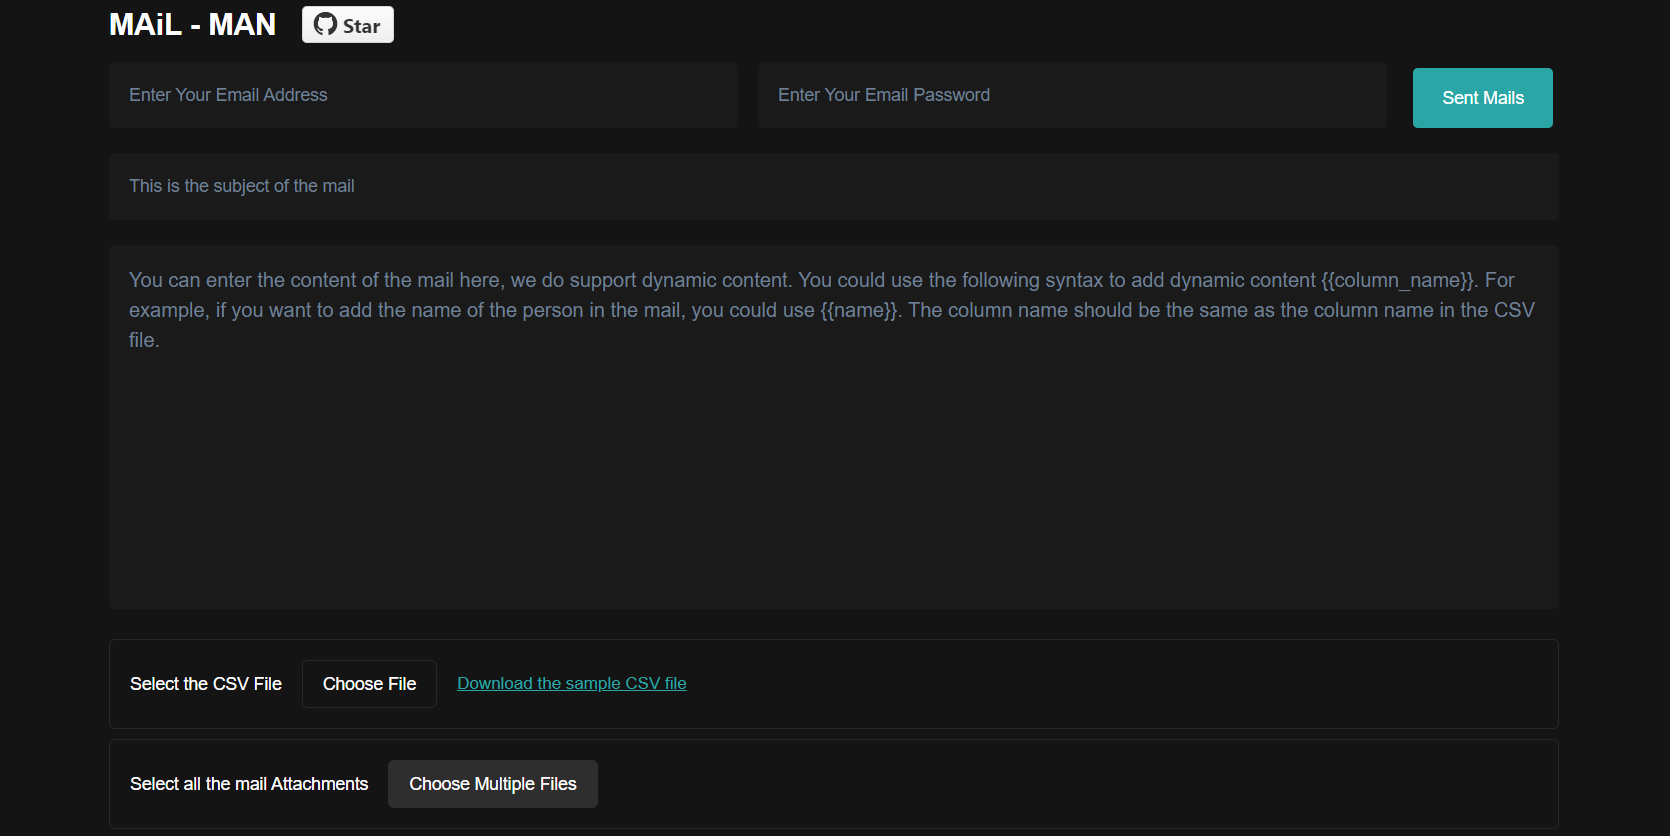 MAiL - MAN
Star
Enter Your Email Address
Enter Your Email Password
Sent Mails
This is the subject of the mail
You can enter the content of the mail here, we do support dynamic content. You could use the following syntax to add dynamic content {{column_name}}. For
example, if you want to add the name of the person in the mail, you could use {{name}}. The column name should be the same as the column name in the CSV
file.
Select the CSV File
Choose File
Download the sample CSV file
Select all the mail Attachments
Choose Multiple Files